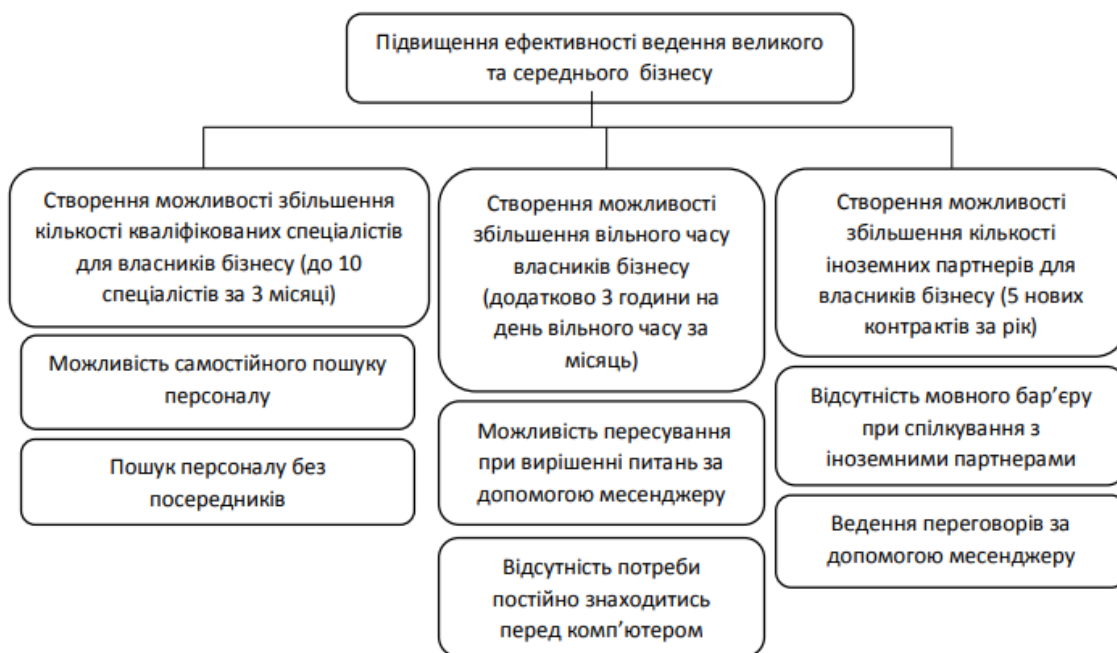 Підвищення ефективності ведення великого
та середнього бізнесу
Створення можливості збільшення
кількості кваліфікованих спеціалістів
для власників бізнесу (до 10
спеціалістів за 3 місяці)
Можливість самостійного пошуку
персоналу
Пошук персоналу без
посередників
Створення можливості
збільшення вільного часу
власників бізнесу
(додатково 3 години на
день вільного часу за
місяць)
Можливість пересування
при вирішенні питань за
допомогою месенджеру
Відсутність потреби
постійно знаходитись
перед комп’ютером
Створення можливості
збільшення кількості
іноземних партнерів для
власників бізнесу (5 нових
контрактів за рік)
Відсутність мовного бар’єру
при спілкування з
іноземними партнерами
Ведення переговорів за
допомогою месенджеру